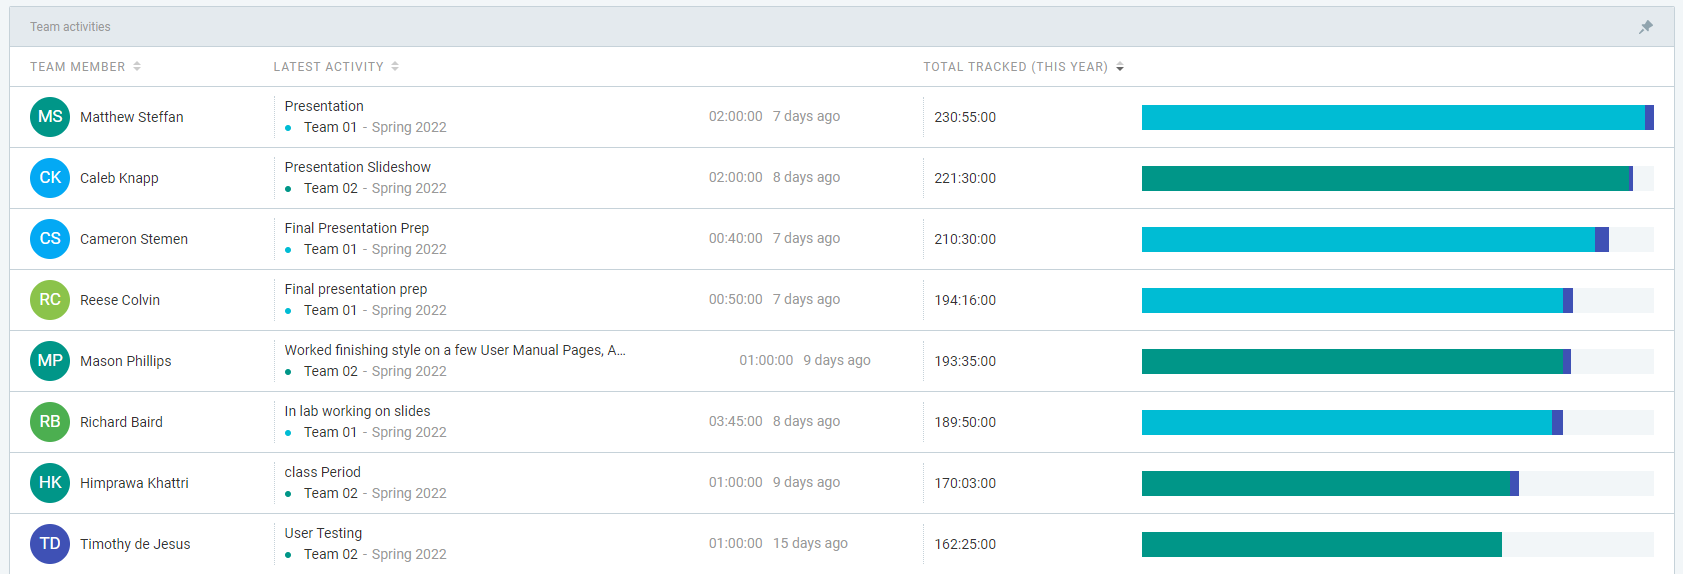 Team activities
TEAM MEMBER LATEST ACTIVITY TOTAL TRACKED (THIS YEAR)
MS Matthew Steffan Presentation 02:00:00 7 days ago 230:55:00
Team 01 - Spring 2022
CK Caleb Knapp Presentation Slideshow 02:00:00 8 days ago 221:30:00
Team 02 - Spring 2022
CS Cameron Stemen Final Presentation Prep 00:40:00 7 days ago 210:30:00
Team 01 - Spring 2022
RC Reese Colvin Final presentation prep 00:50:00 7 days ago 194:16:00
Team 01 - Spring 2022
MP Mason Phillips Worked finishing style on a few User Manual Pages, A... 01:00:00 9 days ago 193:35:00
Team 02 - Spring 2022
RB Richard Baird In lab working on slides 03:45:00 8 days ago 189:50:00
Team 01 - Spring 2022
HK Himprawa Khattri class Period 01:00:00 9 days ago 170:03:00
Team 02 - Spring 2022
TD Timothy de Jesus User Testing 01:00:00 15 days ago 162:25:00
Team 02 - Spring 2022